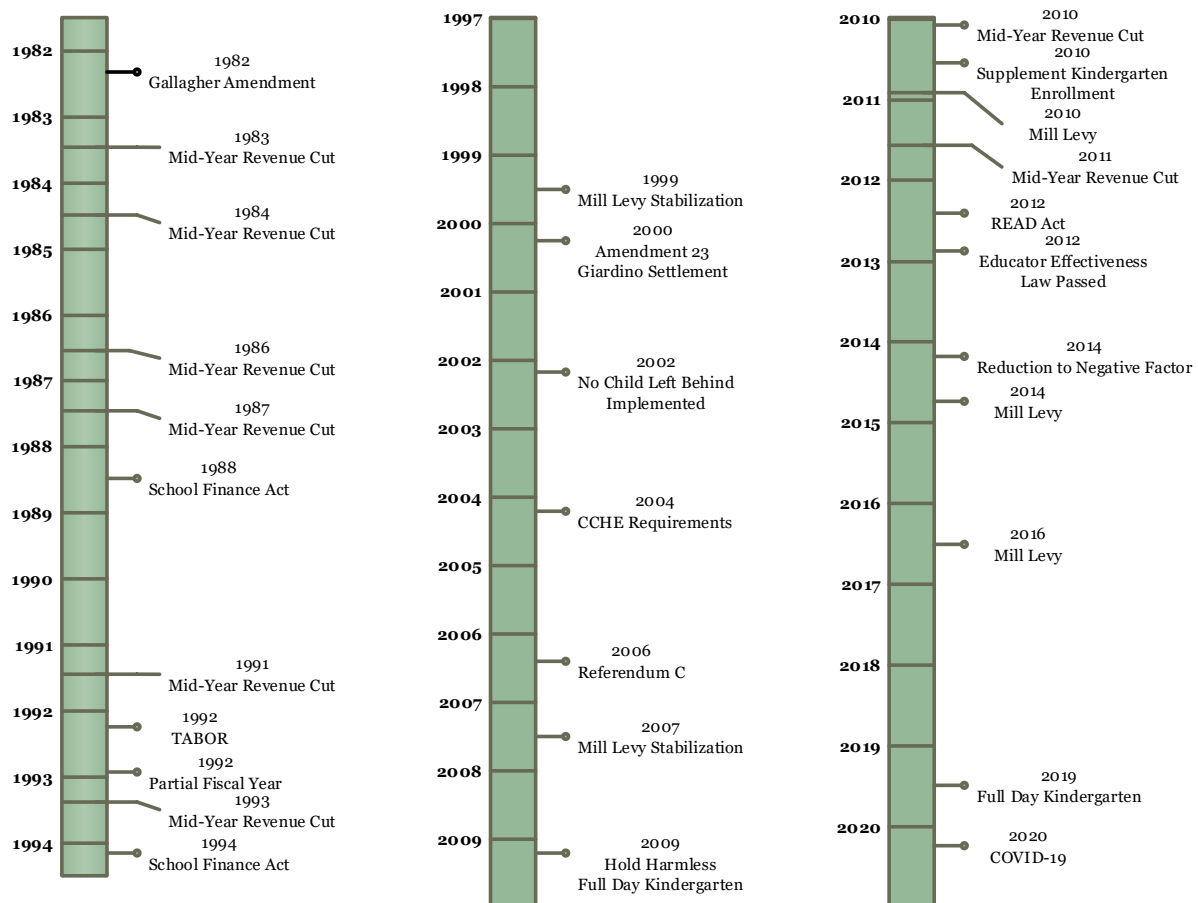 1982
1982
Gallagher Amendment
1983
1983
Mid-Year Revenue Cut
1984
1984
Mid-Year Revenue Cut
1985
1986
1986
Mid-Year Revenue Cut
1987
1987
Mid-Year Revenue Cut
1988
1988
School Finance Act
1989
1990
1991
1991
Mid-Year Revenue Cut
1992
1992
TABOR
1992
1993
Partial Fiscal Year
1993
Mid-Year Revenue Cut
1994
1994
School Finance Act
1997
1998
1999
1999
Mill Levy Stabilization
2000
2000
Amendment 23
Giardino Settlement
2001
2002
2002
No Child Left Behind
Implemented
2003
2004
2004
CCHE Requirements
2005
2006
2006
Referendum C
2007
2007
Mill Levy Stabilization
2008
2009
2009
Hold Harmless
Full Day Kindergarten
2010
2010
Mid-Year Revenue Cut
2010
Supplement Kindergarten
Enrollment
2011
2010
Mill Levy
2011
Mid-Year Revenue Cut
2012
2012
READ Act
2012
Educator Effectiveness
Law Passed
2013
2014
2014
Reduction to Negative Factor
2014
Mill Levy
2015
2016
2016
Mill Levy
2017
2018
2019
2019
Full Day Kindergarten
2020
2020
COVID-19